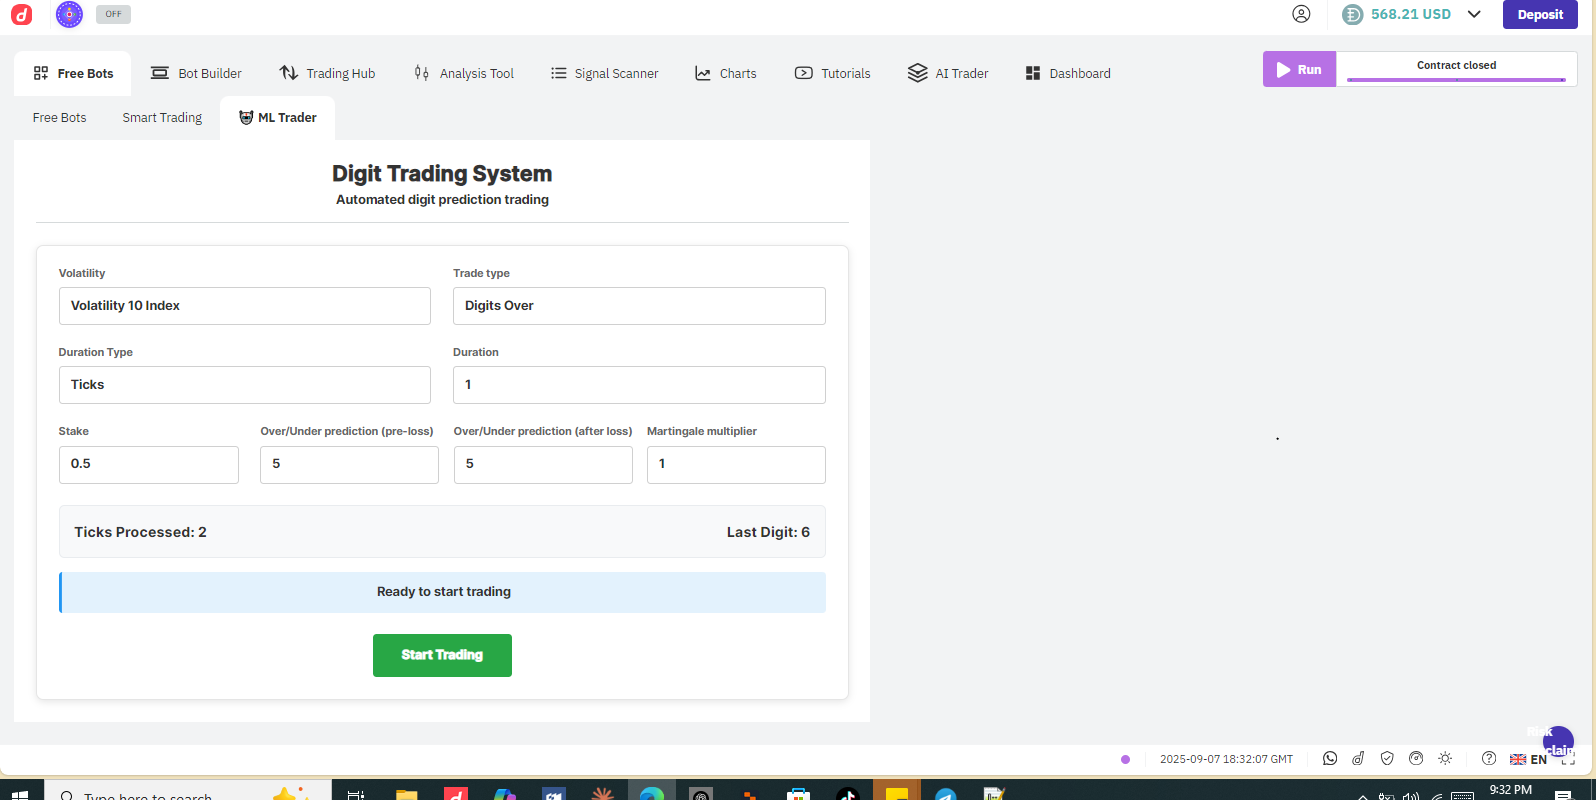 OFF
568.21 USD
Deposit
Free Bots
Bot Builder
Trading Hub
Analysis Tool
Signal Scanner
Charts
Tutorials
AI Trader
Dashboard
Run
Contract closed
Free Bots
Smart Trading
ML Trader
Digit Trading System
Automated digit prediction trading
Volatility
Trade type
Volatility 10 Index
Digits Over
Duration Type
Duration
Ticks
1
Stake
Over/Under prediction (pre-loss)
Over/Under prediction (after loss)
Martingale multiplier
0.5
5
5
1
Ticks Processed: 2
Last Digit: 6
Ready to start trading
Start Trading
Risk
2025-09-07 18:32:07 GMT
EN
Type here to search
9:32 PM